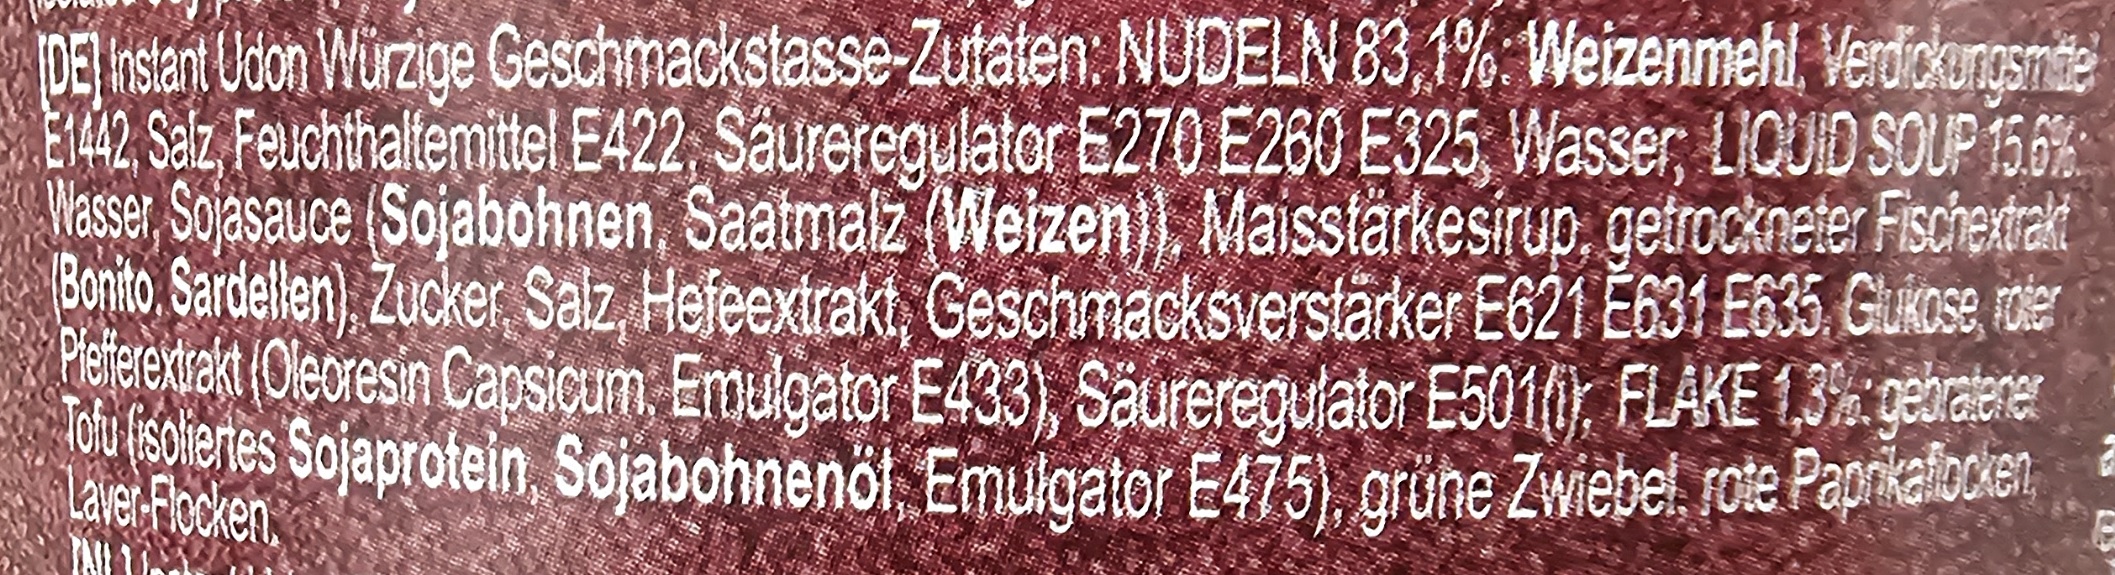 [DE] Instant Udon Würzige Geschmackstasse-Zutaten: NUDELN 83,1%: Weizenmehl, Verdickungsmittel
E1442, Salz, Feuchthaltemittel E422, Säureregulator E270 E260 E325, Wasser; LIQUID SOUP 15.6%:
Wasser, Sojasauce (Sojabohnen, Saatmalz (Weizen)), Maisstärkesirup, getrockneter Fischextrakt
(Bonito, Sardellen), Zucker, Salz, Hefeextrakt, Geschmacksverstärker E621 E631 E635, Glukose, roter
Pfefferextrakt (Oleoresin Capsicum, Emulgator E433), Säureregulator E501(i); FLAKE 1,3%: gebratener
Tofu (isoliertes Sojaprotein, Sojabohnenöl, Emulgator E475), grüne Zwiebel, rote Paprikaflocken,
Laver-Flocken.
[NL]